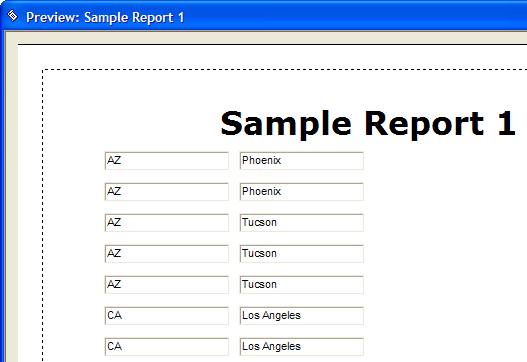 Preview: Sample Report 1
Sample Report 1
AZ Phoenix
AZ Phoenix
AZ Tucson
AZ Tucson
AZ Tucson
CA Los Angeles
CA Los Angeles